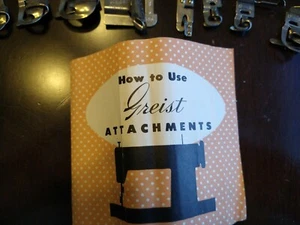 How to Use
Greist
ATTACHMENTS